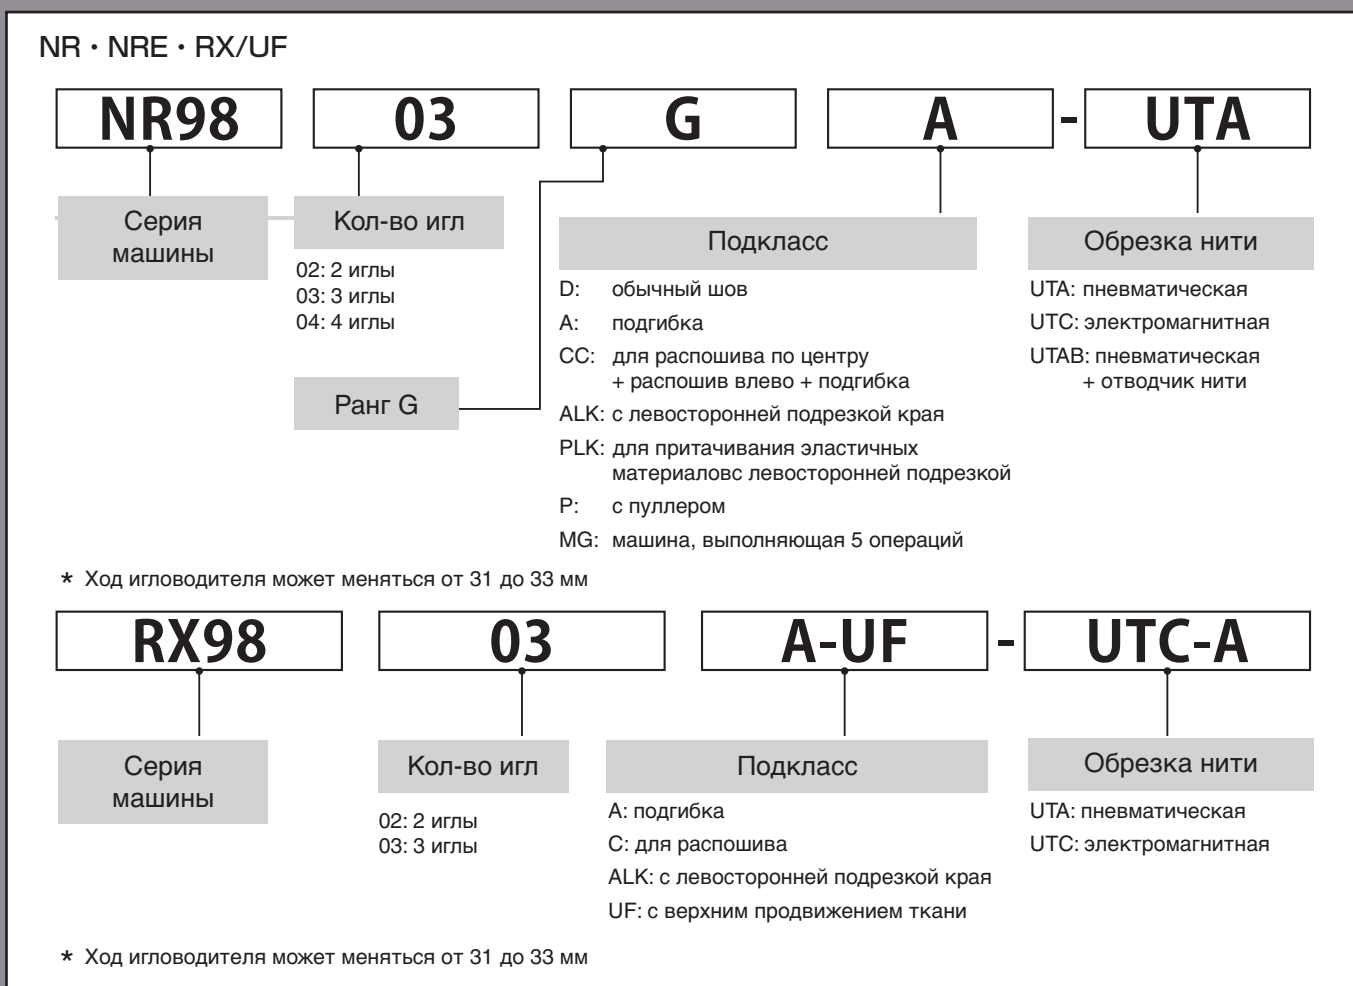 NR・NRE・RX/UF
NR98 03 G A - UTA
Серия
машины
Кол-во игл
02: 2 иглы
03: 3 иглы
04: 4 иглы
Ранг G
Подкласс
D: обычный шов
A: подгибка
CC: для распошива по центру
+ распошив влево + подгибка
ALK: с левосторонней подрезкой края
PLK: для притачивания эластичных
материаловс левосторонней подрезкой
P: с пуллером
MG: машина, выполняющая 5 операций
Обрезка нити
UTA: пневматическая
UTC: электромагнитная
UTAB: пневматическая
+ отводчик нити
* Ход игловодителя может меняться от 31 до 33 мм
RX98 03 A-UF - UTC-A
Серия
машины
Кол-во игл
02: 2 иглы
03: 3 иглы
Подкласс
A: подгибка
C: для распошива
ALK: с левосторонней подрезкой края
UF: с верхним продвижением ткани
Обрезка нити
UTA: пневматическая
UTC: электромагнитная
* Ход игловодителя может меняться от 31 до 33 мм